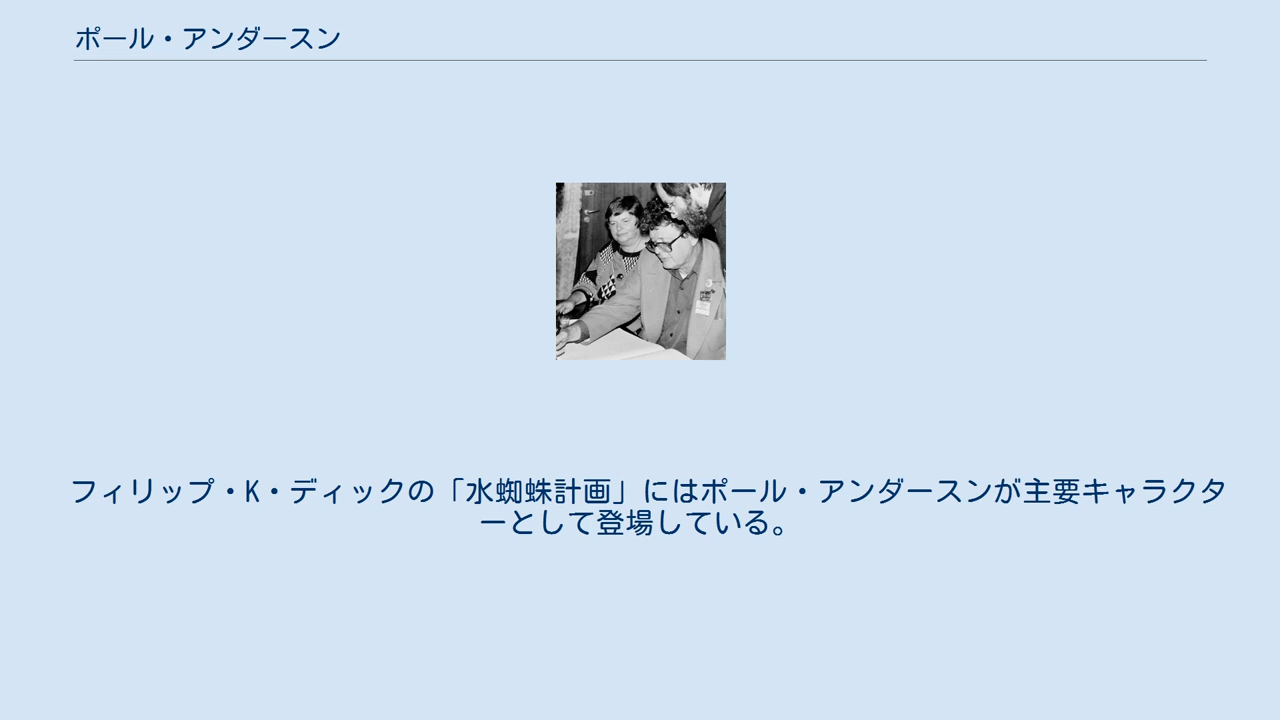 ポール・アンダースン
フィリップ・K・ディックの「水蜘蛛計画」にはポール・アンダースンが主要キャラクタ
ーとして登場している。